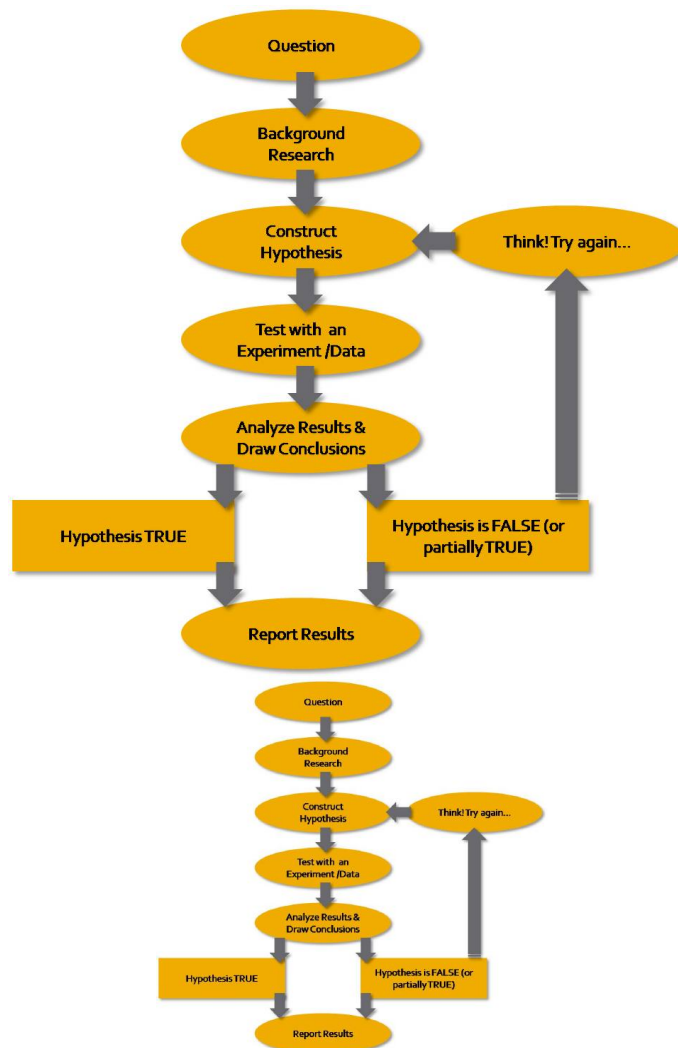 Question
Background
Research
Construct
Hypothesis
Think! Try again...
Test with an
Experiment /Data
Analyze Results &
Draw Conclusions
Hypothesis TRUE
Hypothesis is FALSE (or
partially TRUE)
Report Results
Question
Background
Research
Construct
Hypothesis
Think! Try again...
Test with an
Experiment /Data
Analyze Results &
Draw Conclusions
Hypothesis TRUE
Hypothesis is FALSE (or
partially TRUE)
Report Results